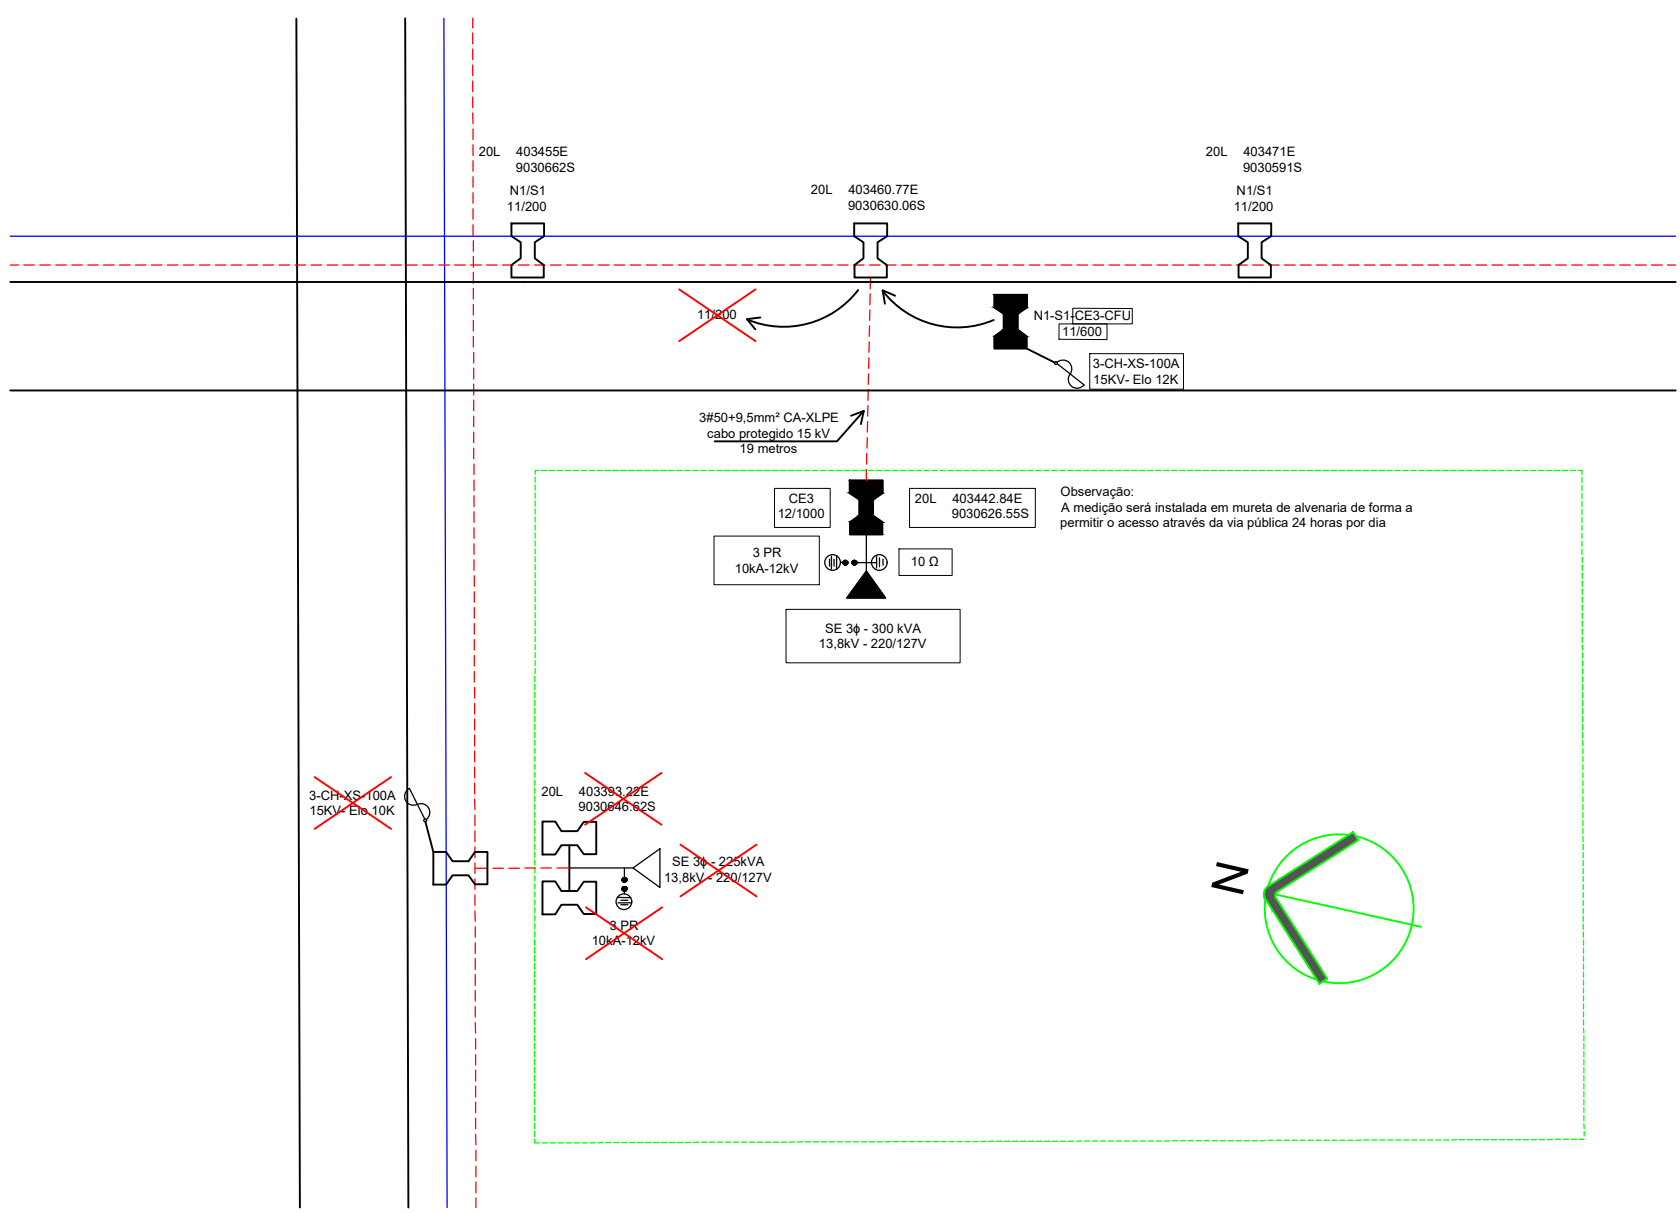 20L 403455E
9030662S
N1/S1
11/200
20L 403460.77E
9030630.06S
20L 403471E
9030591S
N1/S1
11/200
11/200
N1-S1-CE3-CFU
11/600
3-CH-XS-100A
15KV- Elo 12K
3#50+9,5mm² CA-XLPE
cabo protegido 15 kV
19 metros
CE3
12/1000
20L 403442.84E
9030626.55S
Observação:
A medição será instalada em mureta de alvenaria de forma a
permitir o acesso através da via pública 24 horas por dia
3 PR
10kA-12kV
10 Ω
SE 3ϕ - 300 kVA
13,8kV - 220/127V
3-CH-XS-100A
15KV- Elo 10K
20L 403393.22E
9030646.62S
SE 3ϕ - 225kVA
13,8kV - 220/127V
3 PR
10kA-12kV
N